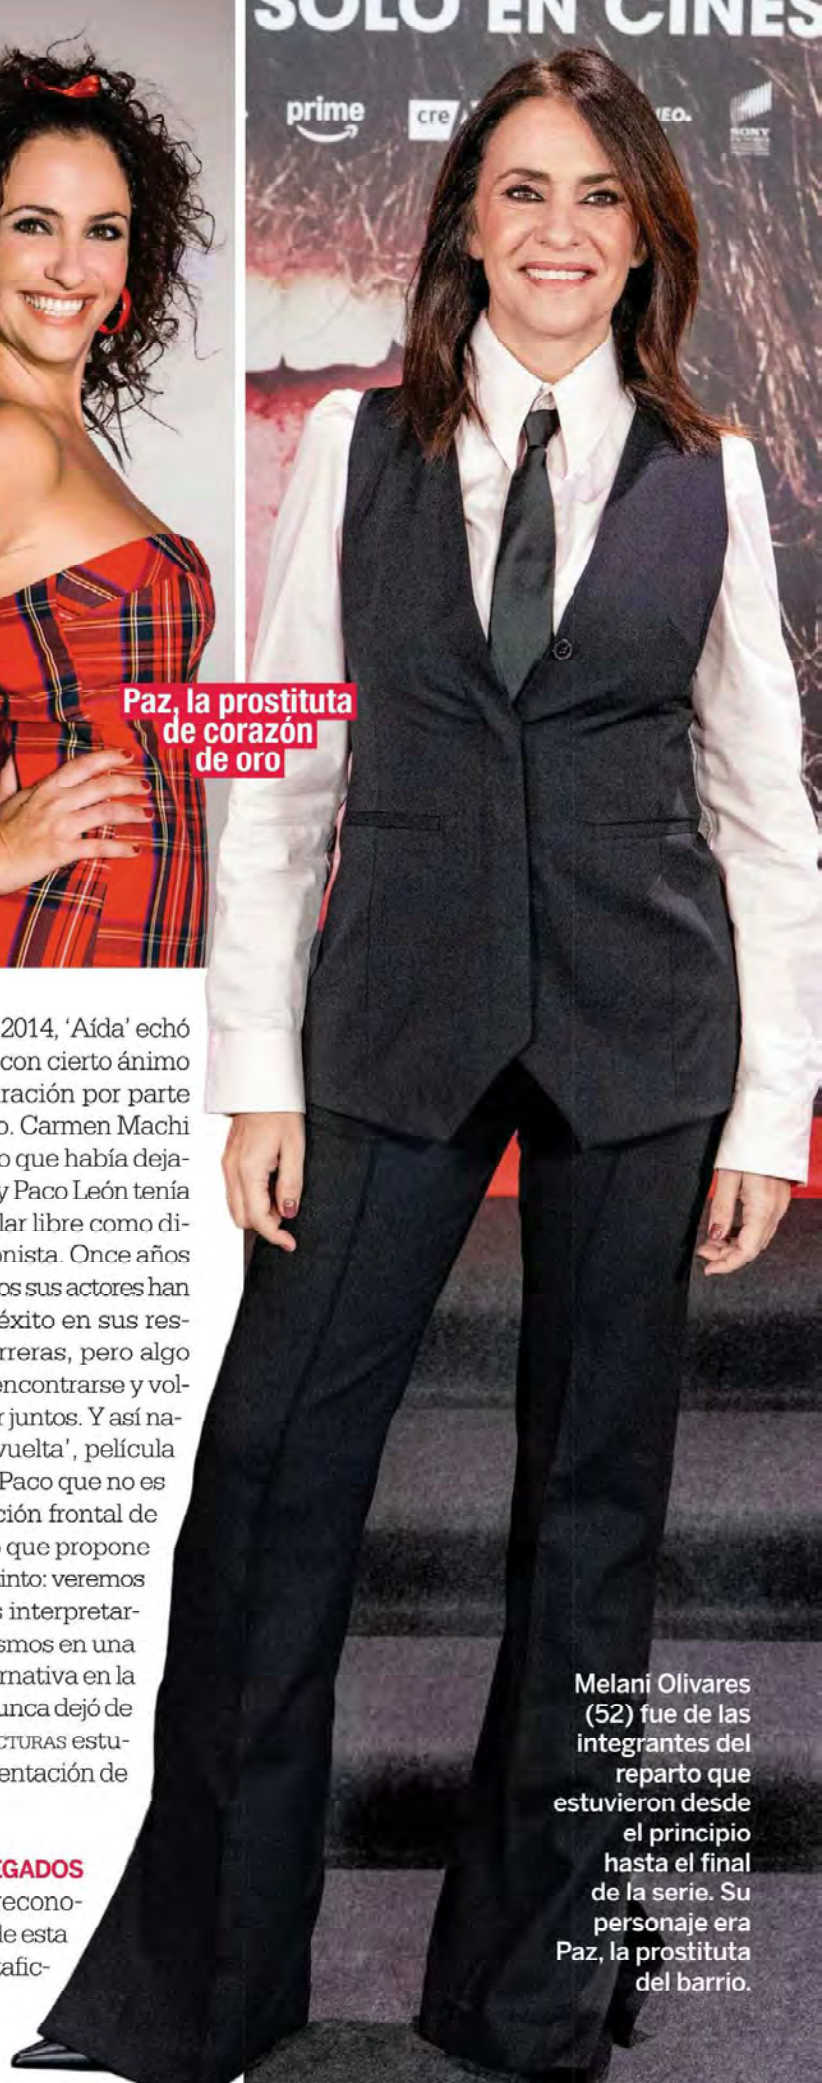 SOLO EN CINES
prime
cre
NEO.
SONY
Paz, la prostituta
de corazón
de oro
2014, ‘Aída’ echó
con cierto ánimo
ración por parte
o. Carmen Machi
o que había deja-
y Paco León tenía
lar libre como di-
onista. Once años
os sus actores han
éxito en sus res-
rreras, pero algo
encontrarse y vol-
r juntos. Y así na-
vuelta’, película
Paco que no es
ción frontal de
o que propone
into: veremos
s interpretar-
smos en una
rnativa en la
unca dejó de
CTURAS estu-
entación de
EGADOS
recono-
de esta
tafic-
Melani Olivares
(52) fue de las
integrantes del
reparto que
estuvieron desde
el principio
hasta el final
de la serie. Su
personaje era
Paz, la prostituta
del barrio.